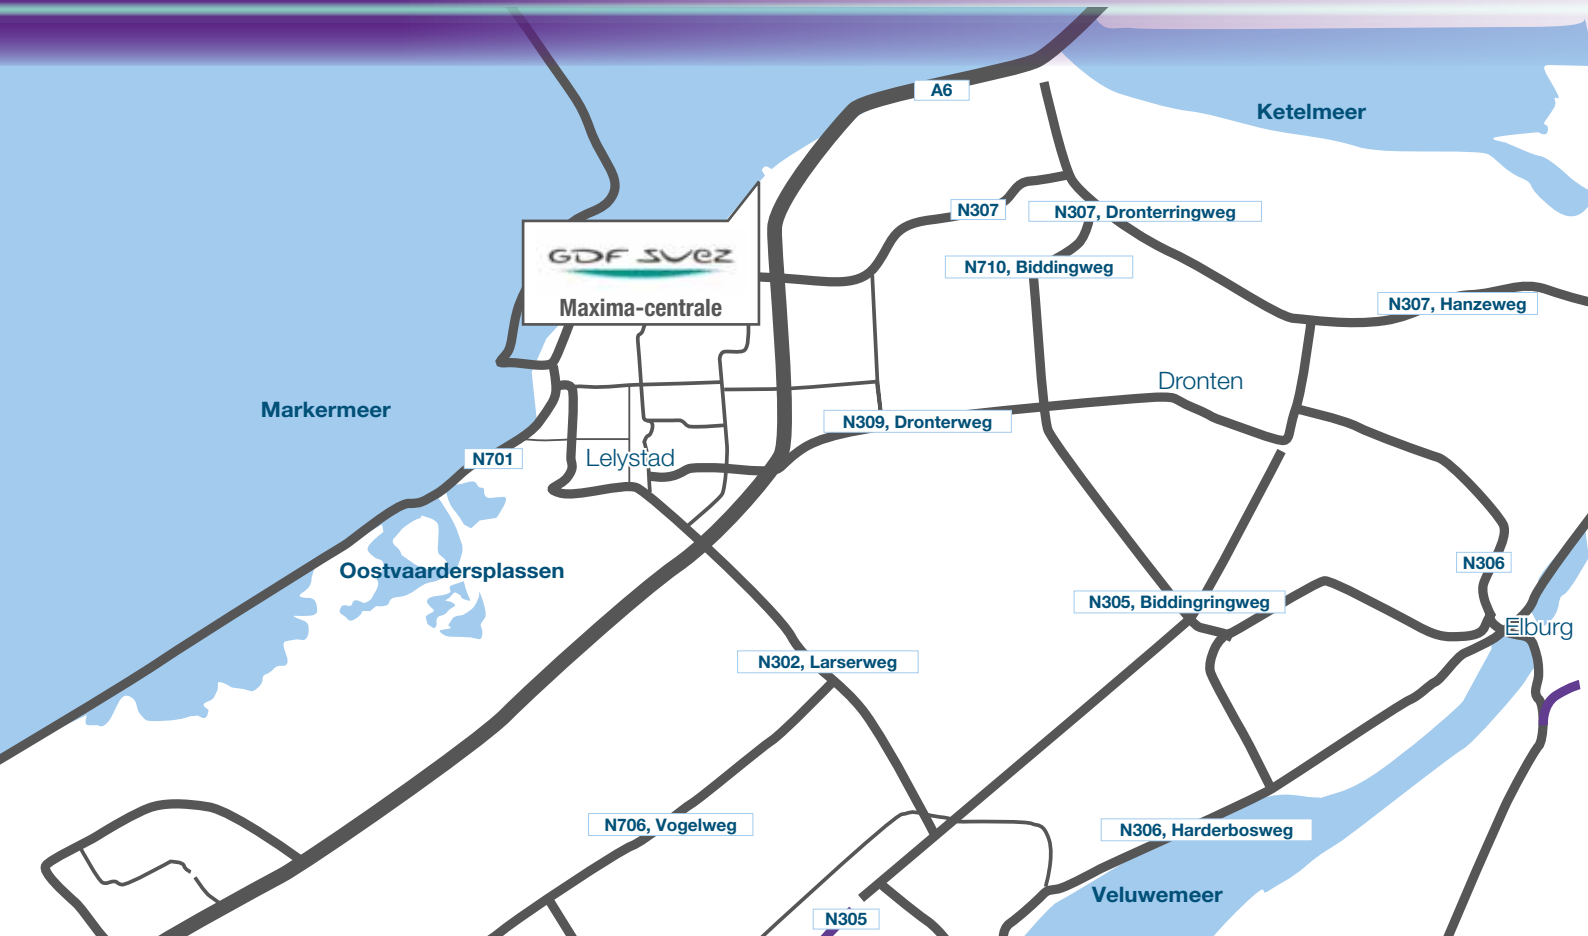 A6
Ketelmeer
N307
N307, Dronterringweg
GDF SUEZ
N710, Biddingweg
Maxima-centrale
N307, Hanzeweg
Dronten
Markermeer
N309, Dronterweg
N701
Lelystad
N306
Oostvaardersplassen
N305, Biddingringweg
Elburg
N302, Larserweg
N706, Vogelweg
N306, Harderbosweg
Veluwemeer
N305